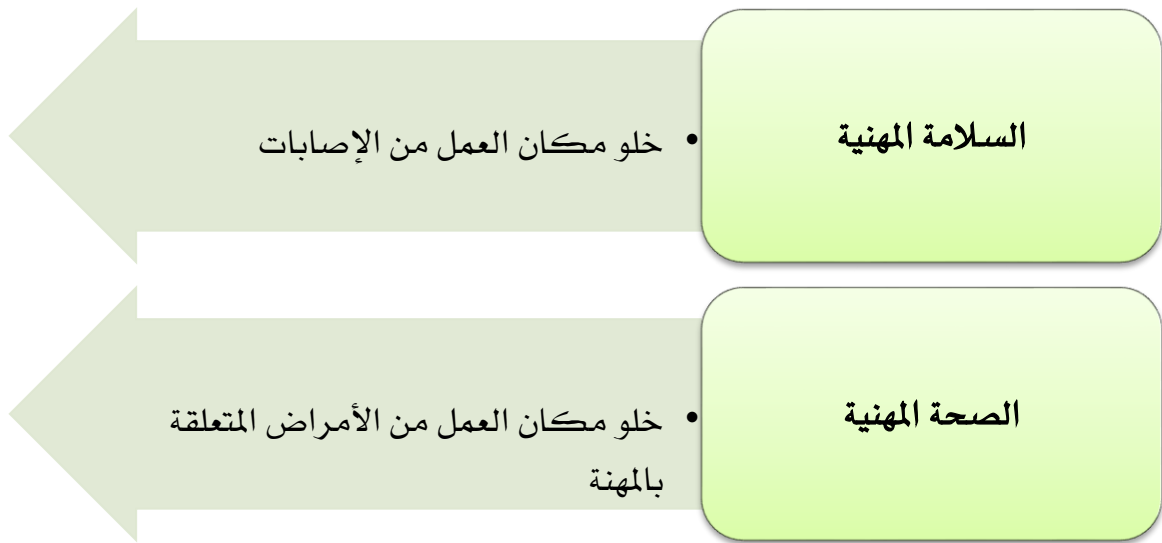 السلامة المهنية
• خلو مكان العمل من الإصابات
الصحة المهنية
• خلو مكان العمل من الأمراض المتعلقة
بالمهنة